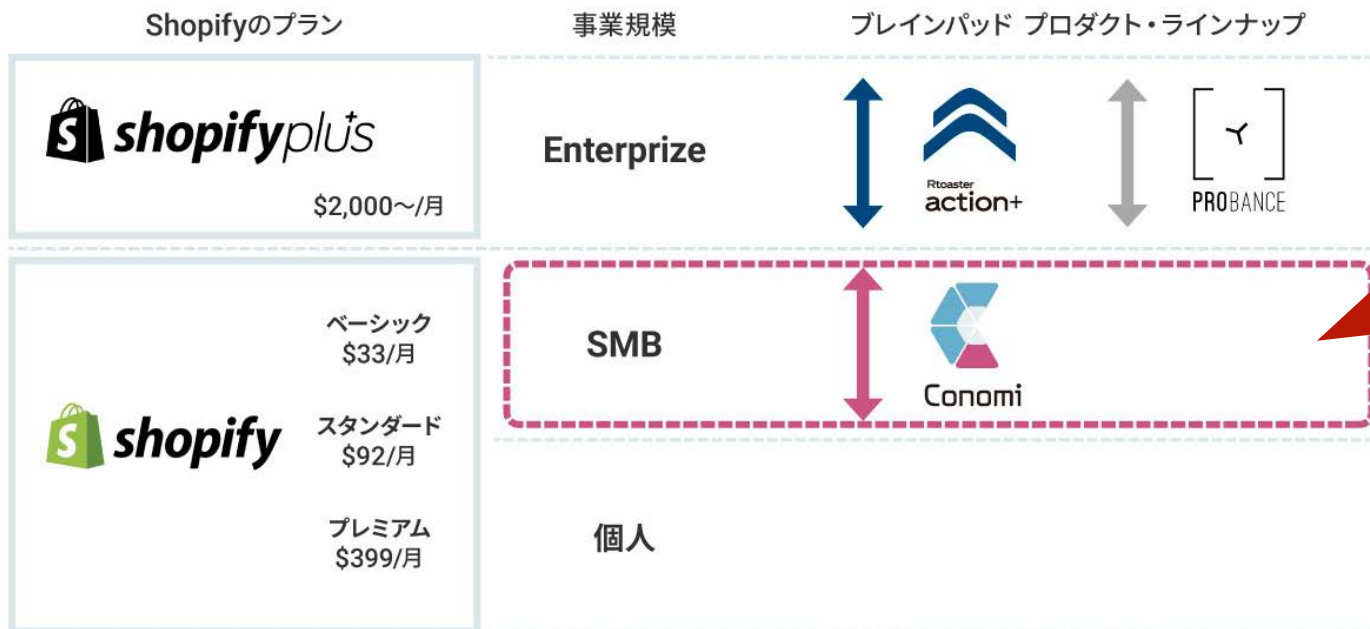 Shopifyのプラン 事業規模 ブレインパッド プロダクト・ラインナップ
shopifyplus
$2,000〜/月
Enterprize
Rtoaster
action+
PROBANCE
shopify
ベーシック
$33/月
スタンダード
$92/月
プレミアム
$399/月
SMB
Conomi
個人